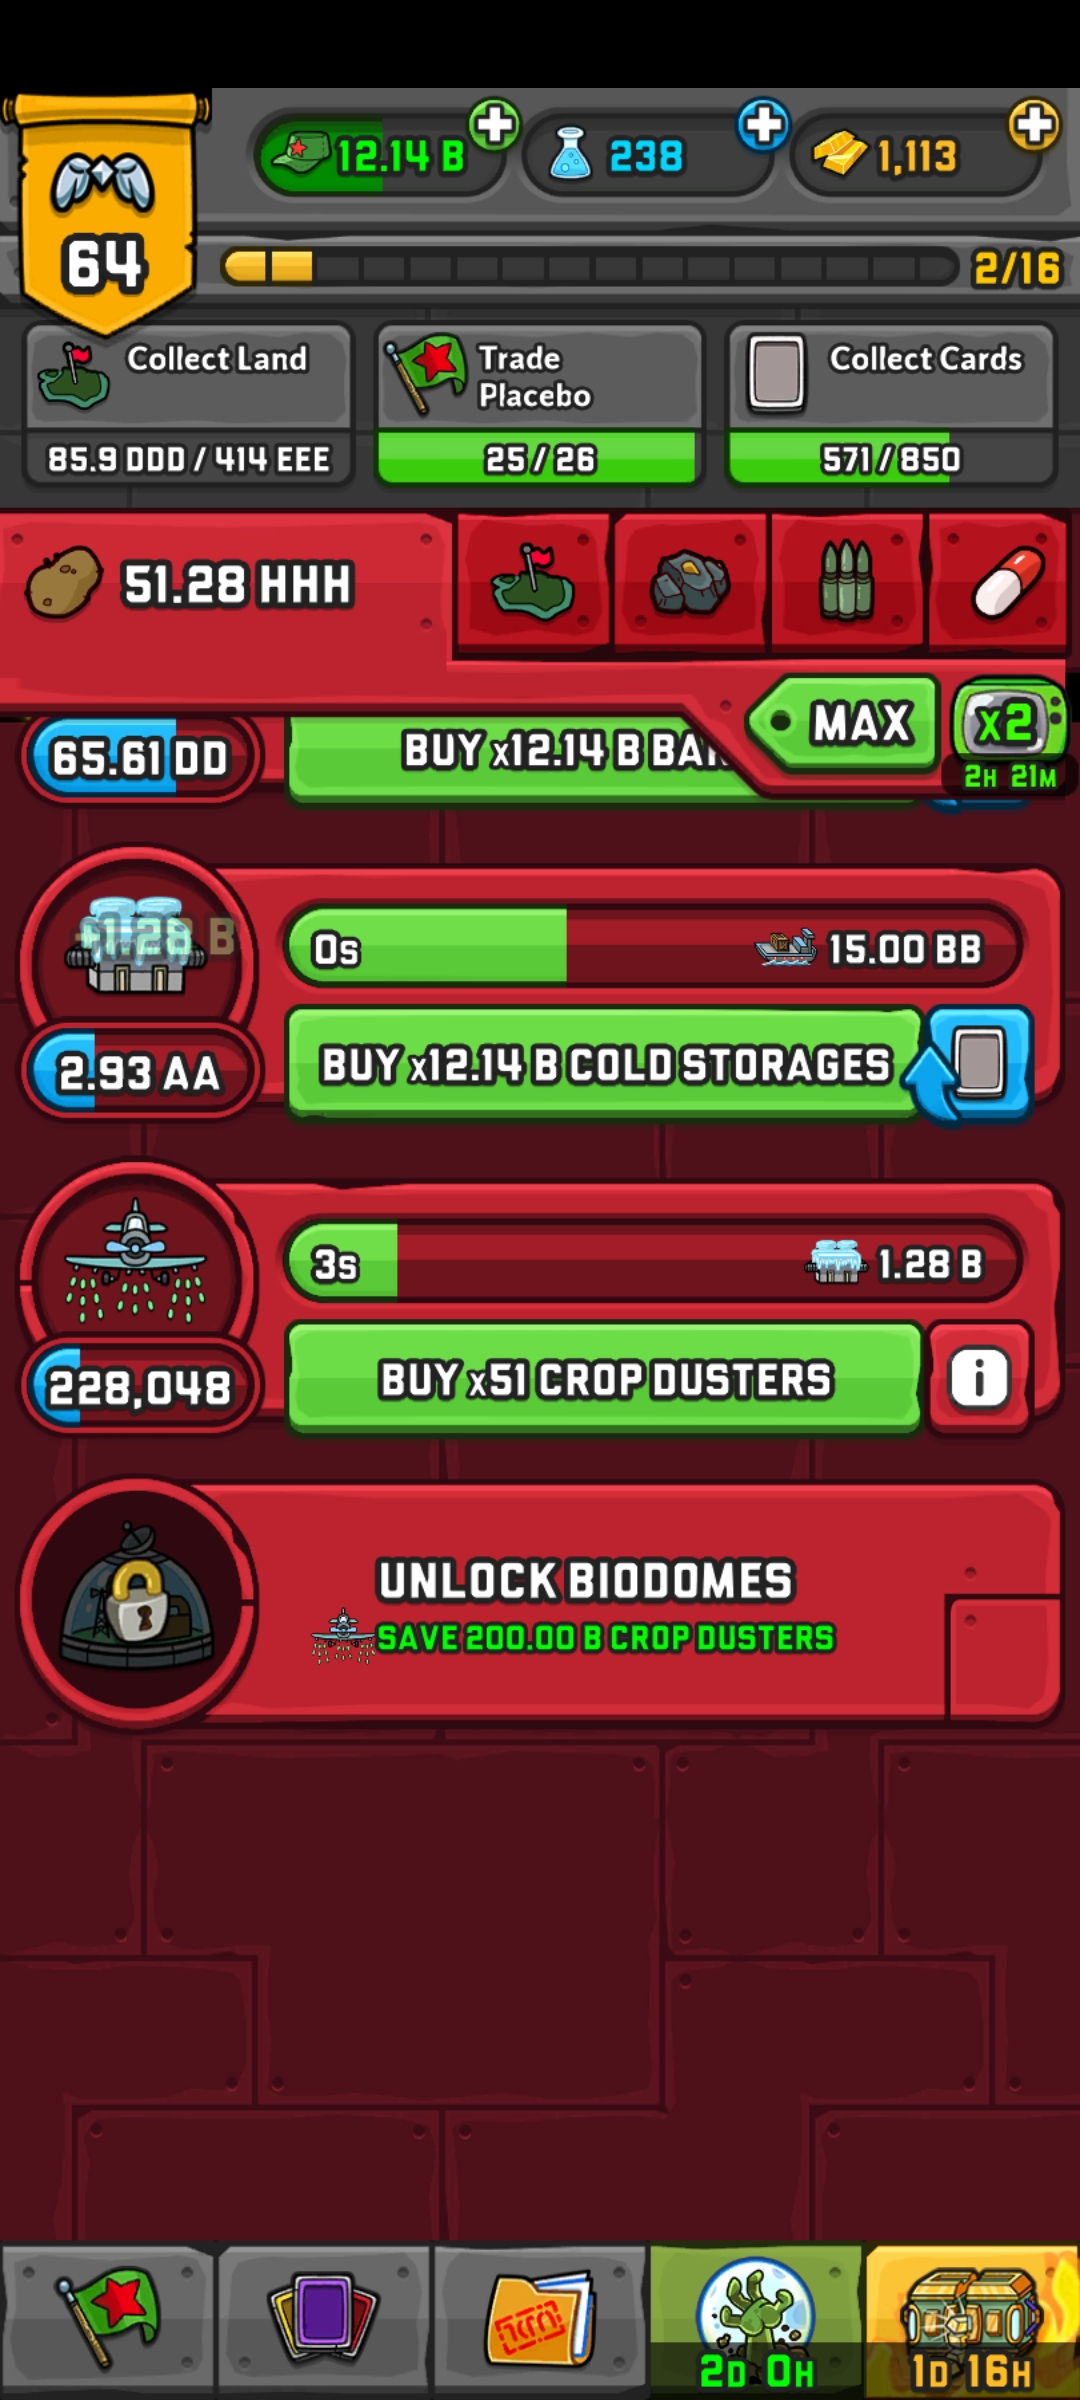 64
12.14 B
238
1,113
2/16
Collect Land
85.9 DDD / 414 EEE
Trade
Placebo
25 / 26
Collect Cards
571 / 850
51.28 HHH
MAX
X2
2H 21M
65.61 DD
BUY x12.14 B
+1.28 B
0s
15.00 BB
2.93 AA
BUY x12.14 B COLD STORAGES
3s
1.28 B
228,048
BUY x51 CROP DUSTERS
i
UNLOCK BIODOMES
SAVE 200.00 B CROP DUSTERS
2D 0H
1D 16H